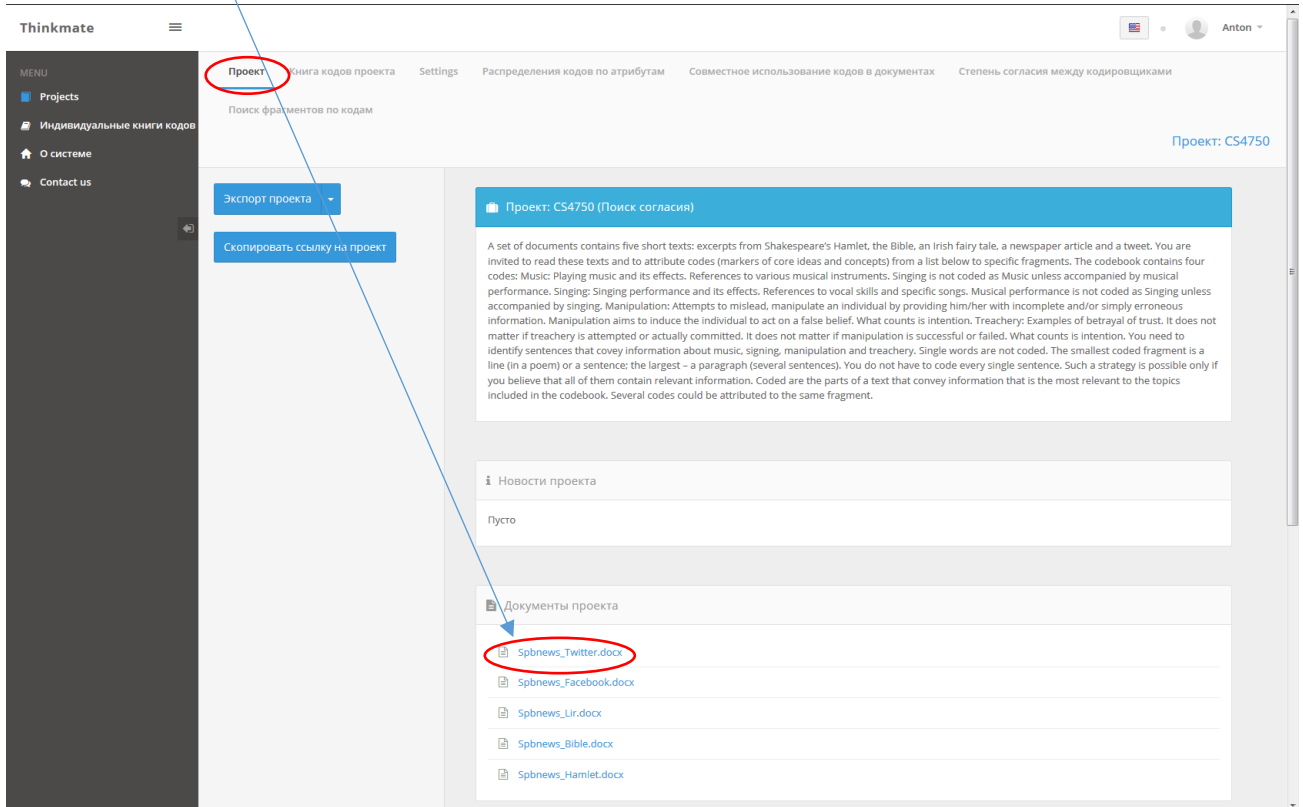 Thinkmate
Anton
MENU
Projects
Индивидуальные книги кодов
О системе
Contact us
Проект Книга кодов проекта Settings Распределения кодов по атрибутам Совместное использование кодов в документах Степень согласия между кодировщиками
Поиск фрагментов по кодам
Проект: CS4750
Экспорт проекта
Скопировать ссылку на проект
Проект: CS4750 (Поиск согласия)
A set of documents contains five short texts: excerpts from Shakespeare's Hamlet, the Bible, an Irish fairy tale, a newspaper article and a tweet. You are
invited to read these texts and to attribute codes (markers of core ideas and concepts) from a list below to specific fragments. The codebook contains four
codes: Music: Playing music and its effects. References to various musical instruments. Singing is not coded as Music unless accompanied by musical
performance. Singing: Singing performance and its effects. References to vocal skills and specific songs. Musical performance is not coded as Singing unless
accompanied by singing. Manipulation: Attempts to mislead, manipulate an individual by providing him/her with incomplete and/or simply erroneous
information. Manipulation aims to induce the individual to act on a false belief. What counts is intention. Treachery: Examples of betrayal of trust. It does not
matter if treachery is attempted or actually committed. It does not matter if manipulation is successful or failed. What counts is intention. You need to
identify sentences that covey information about music, signing, manipulation and treachery. Single words are not coded. The smallest coded fragment is a
line (in a poem) or a sentence; the largest – a paragraph (several sentences). You do not have to code every single sentence. Such a strategy is possible only if
you believe that all of them contain relevant information. Coded are the parts of a text that convey information that is the most relevant to the topics
included in the codebook. Several codes could be attributed to the same fragment.
Новости проекта
Пусто
Документы проекта
Spbnews_Twitter.docx
Spbnews_Facebook.docx
Spbnews_Lir.docx
Spbnews_Bible.docx
Spbnews_Hamlet.docx